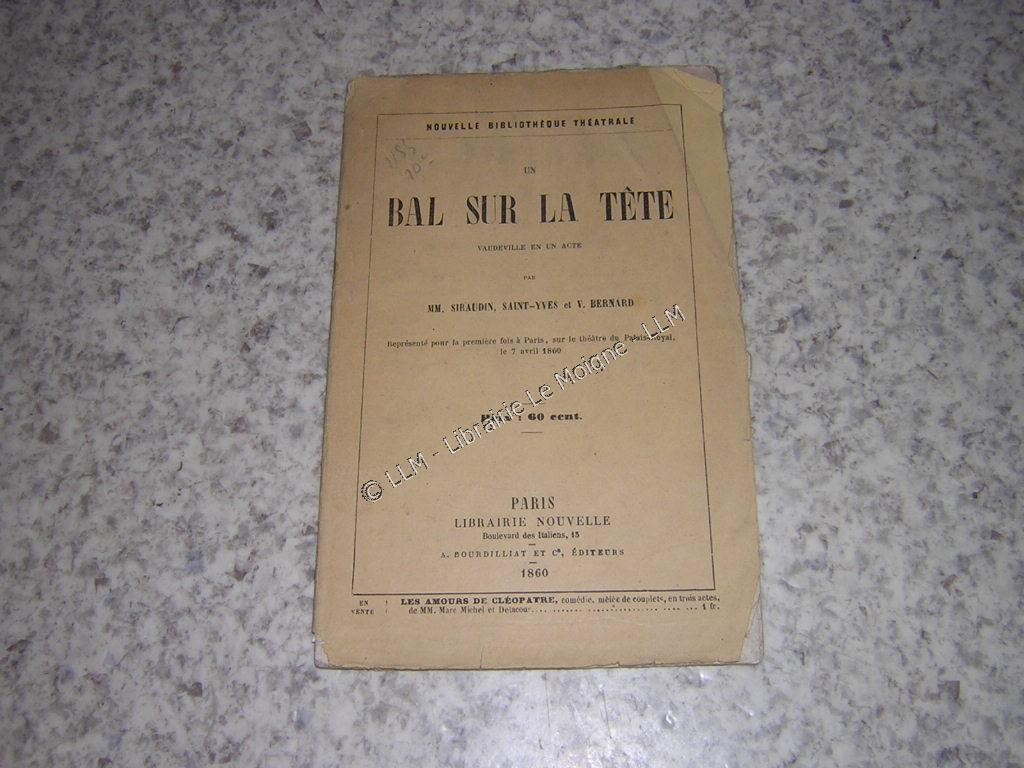 NOUVELLE BIBLIOTHÈQUE THÉATRALE
UN
BAL SUR LA TÊTE
VAUDEVILLE EN UN ACTE
PAR
MM. SIRAUDIN, SAINT-YVES et V. BERNARD
Représenté pour la première fois à Paris, sur le théâtre du Palais-Royal,
le 7 avril 1860
Prix : 60 cent.
© LLM - Librairie Le Moigne - LLM
PARIS
LIBRAIRIE NOUVELLE
Boulevard des Italiens, 15
A. BOURDILLIAT ET Cᵉ, ÉDITEURS
1860
EN VENTE
LES AMOURS DE CLÉOPATRE, comédie, mêlée de couplets, en trois actes,
de MM. Marc Michel et Delacour.... 1 fr.